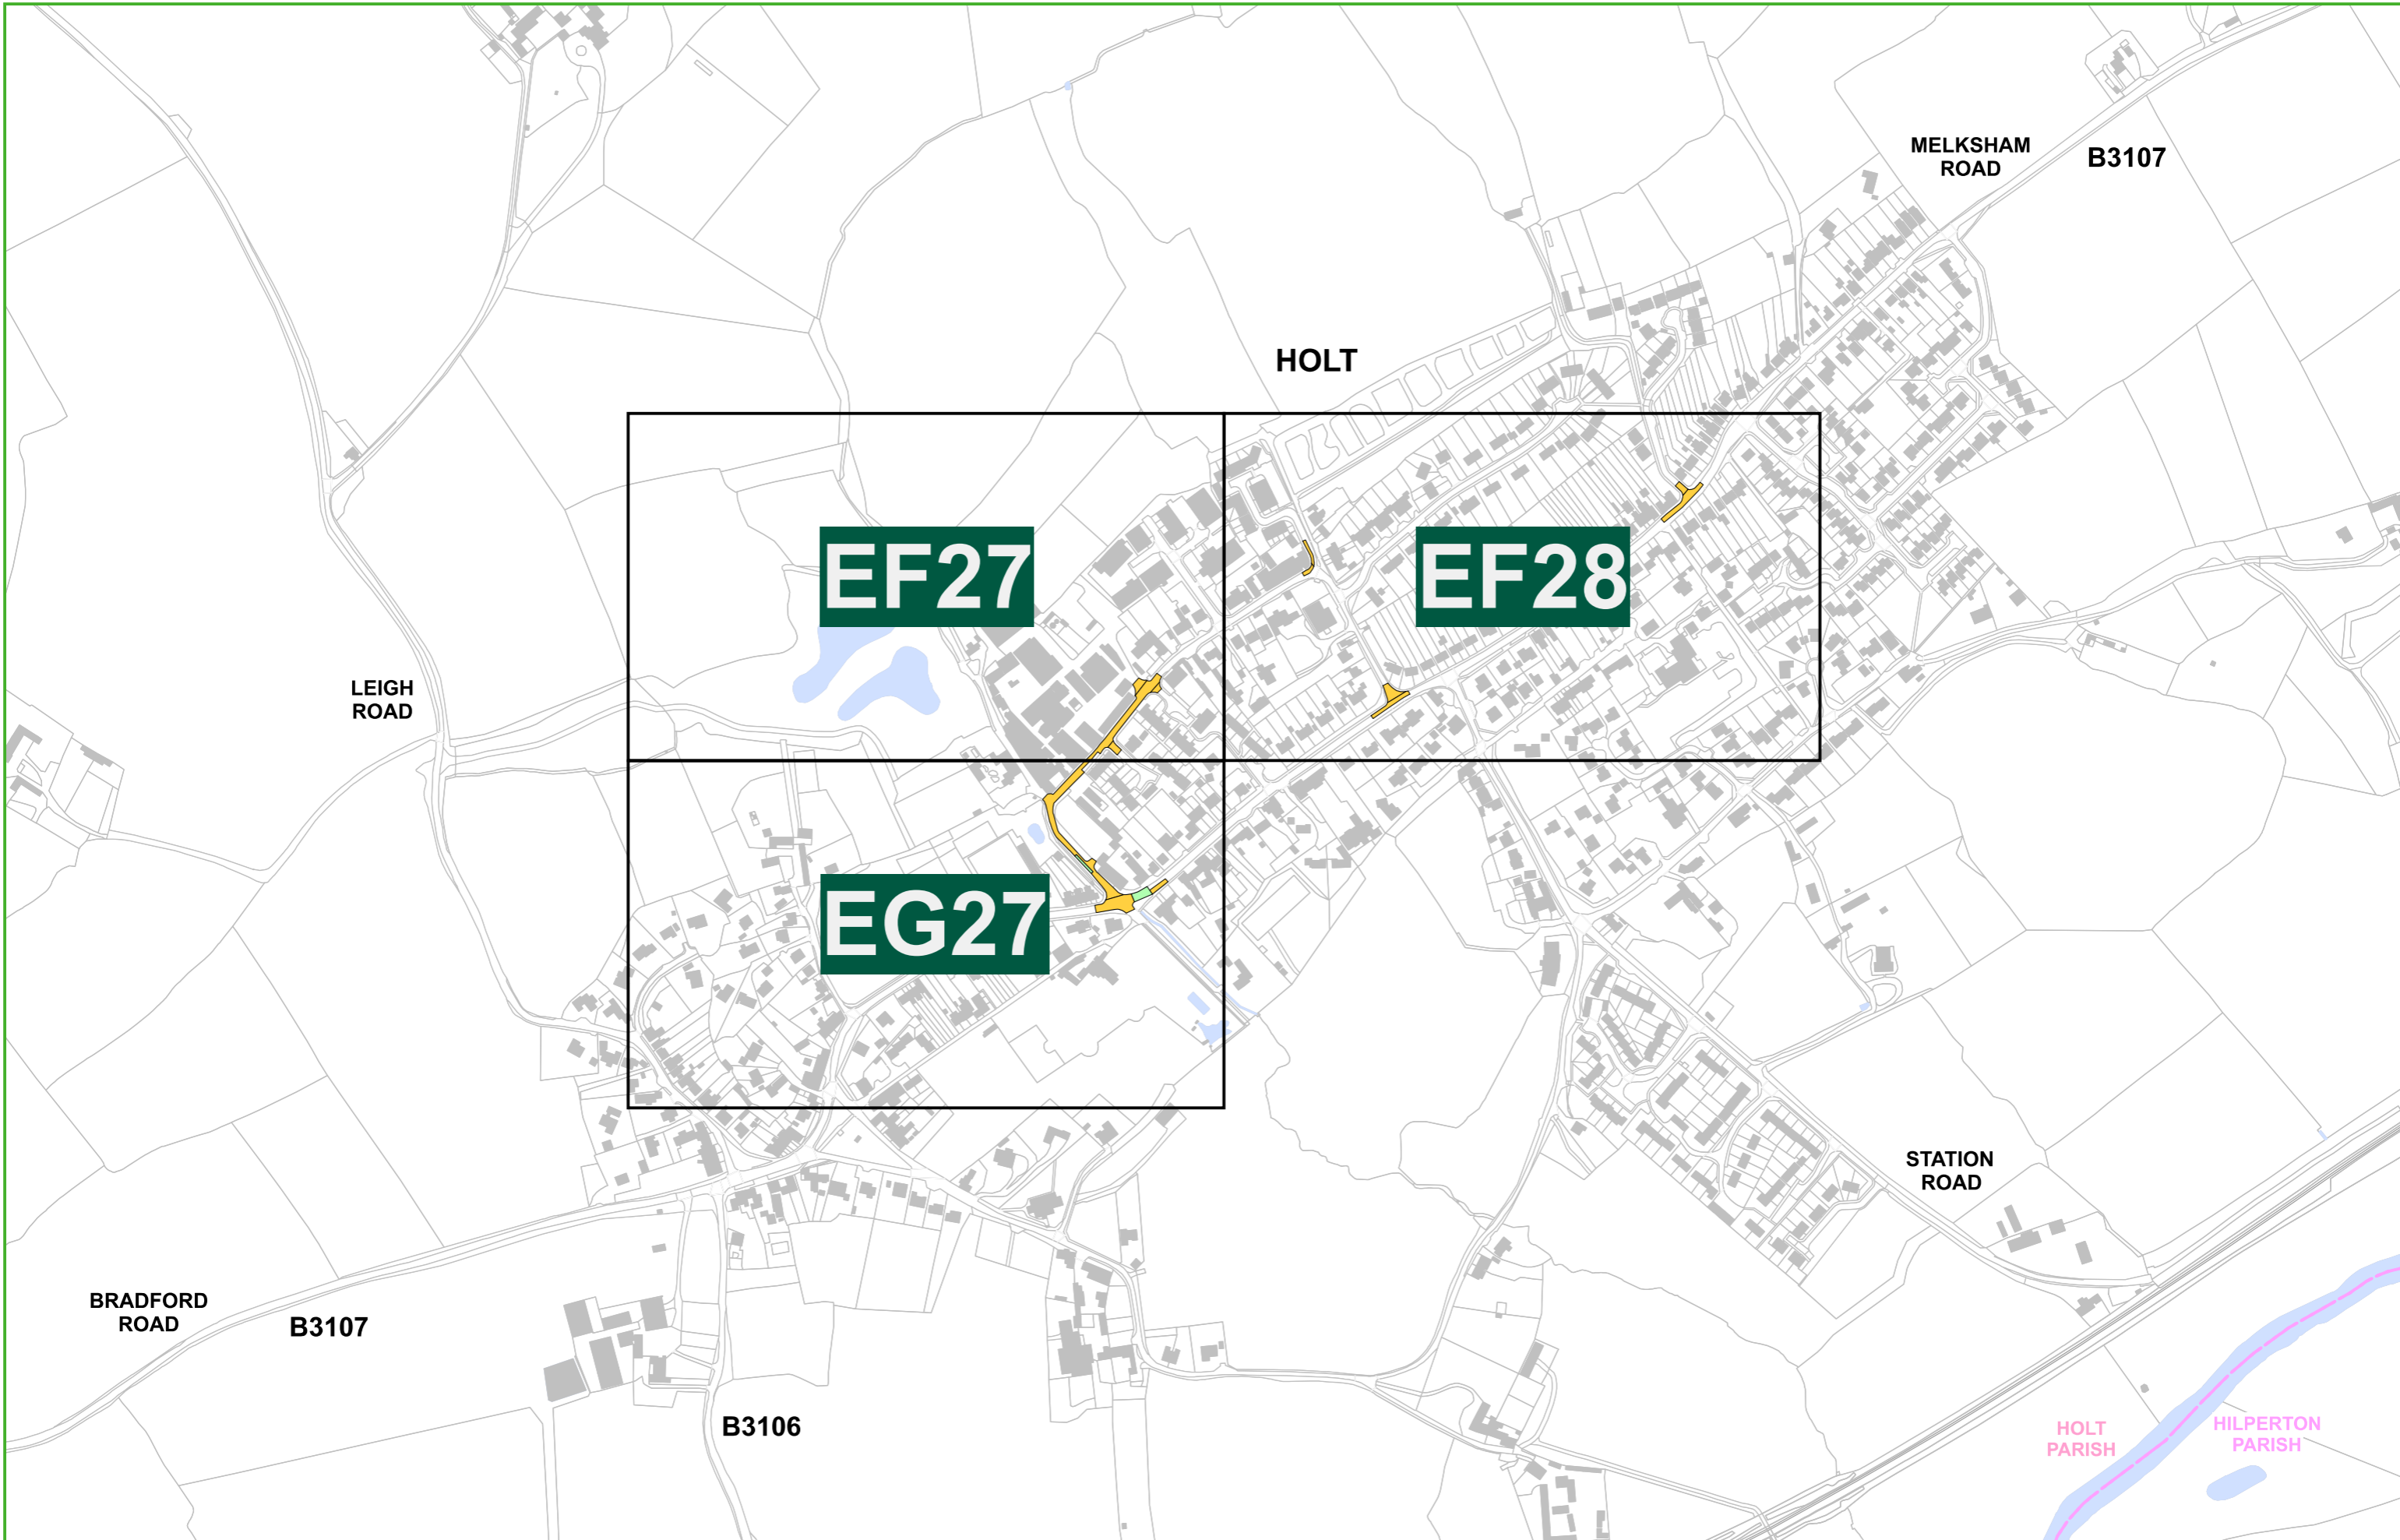 MELKSHAM
ROAD
B3107
HOLT
EF27
EF28
LEIGH
ROAD
EG27
STATION
ROAD
BRADFORD
ROAD
B3107
B3106
HOLT
PARISH
HILPERTON
PARISH